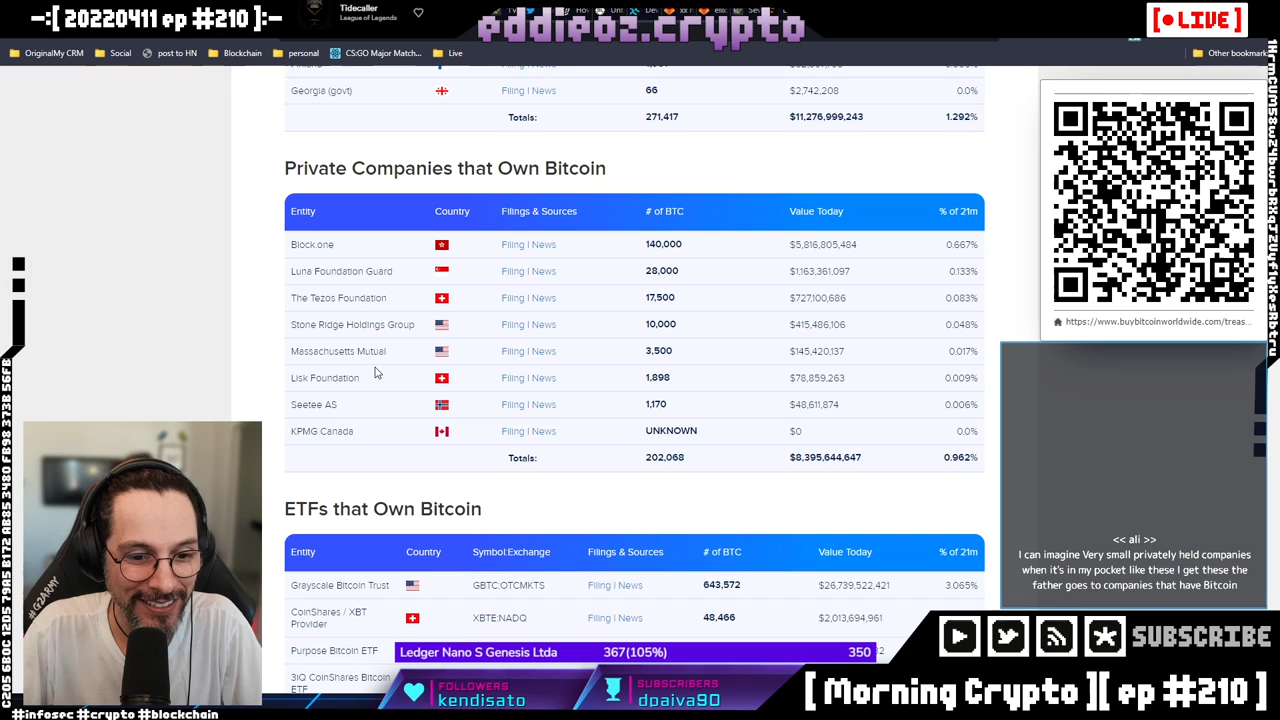 -:[ 20220411 ep #210 ]:-
Tidecaller
League of Legends
eddieoz.crypto
[ LIVE ]
OriginalMy CRM
Social
post to HN
Blockchain
personal
CS:GO Major Match...
Live
Other bookmark
Georgia (govt) Filing | News 66 $2,742,208 0.0%
Totals: 271,417 $11,276,999,243 1.292%
Private Companies that Own Bitcoin
Entity Country Filings & Sources # of BTC Value Today % of 21m
Block.one Filing | News 140,000 $5,816,805,484 0.667%
Luna Foundation Guard Filing | News 28,000 $1,163,361,097 0.133%
The Tezos Foundation Filing | News 17,500 $727,100,686 0.083%
Stone Ridge Holdings Group Filing | News 10,000 $415,486,106 0.048%
Massachusetts Mutual Filing | News 3,500 $145,420,137 0.017%
Lisk Foundation Filing | News 1,898 $78,859,263 0.009%
Seetee AS Filing | News 1,170 $48,611,874 0.006%
KPMG Canada Filing | News UNKNOWN $0 0.0%
Totals: 202,068 $8,395,644,647 0.962%
ETFs that Own Bitcoin
Entity Country Symbol:Exchange Filings & Sources # of BTC Value Today % of 21m
Grayscale Bitcoin Trust GBTC:OTCMKTS Filing | News 643,572 $26,739,522,421 3.065%
CoinShares / XBT
Provider XBTE:NADQ Filing | News 48,466 $2,013,694,961
Purpose Bitcoin ETF
3iQ CoinShares Bitcoin
ETF
https://www.buybitcoinworldwide.com/treas...
<< ali >>
I can imagine Very small privately held companies
when it's in my pocket like these I get these the
father goes to companies that have Bitcoin
#G2ARMY
Ledger Nano S Genesis Ltda 367(105%) 350
FOLLOWERS
kendisato
SUBSCRIBERS
dpaiva90
SUBSCRIBE
[ Morning Crypto ][ ep #210 ]
#infosec #crypto #blockchain